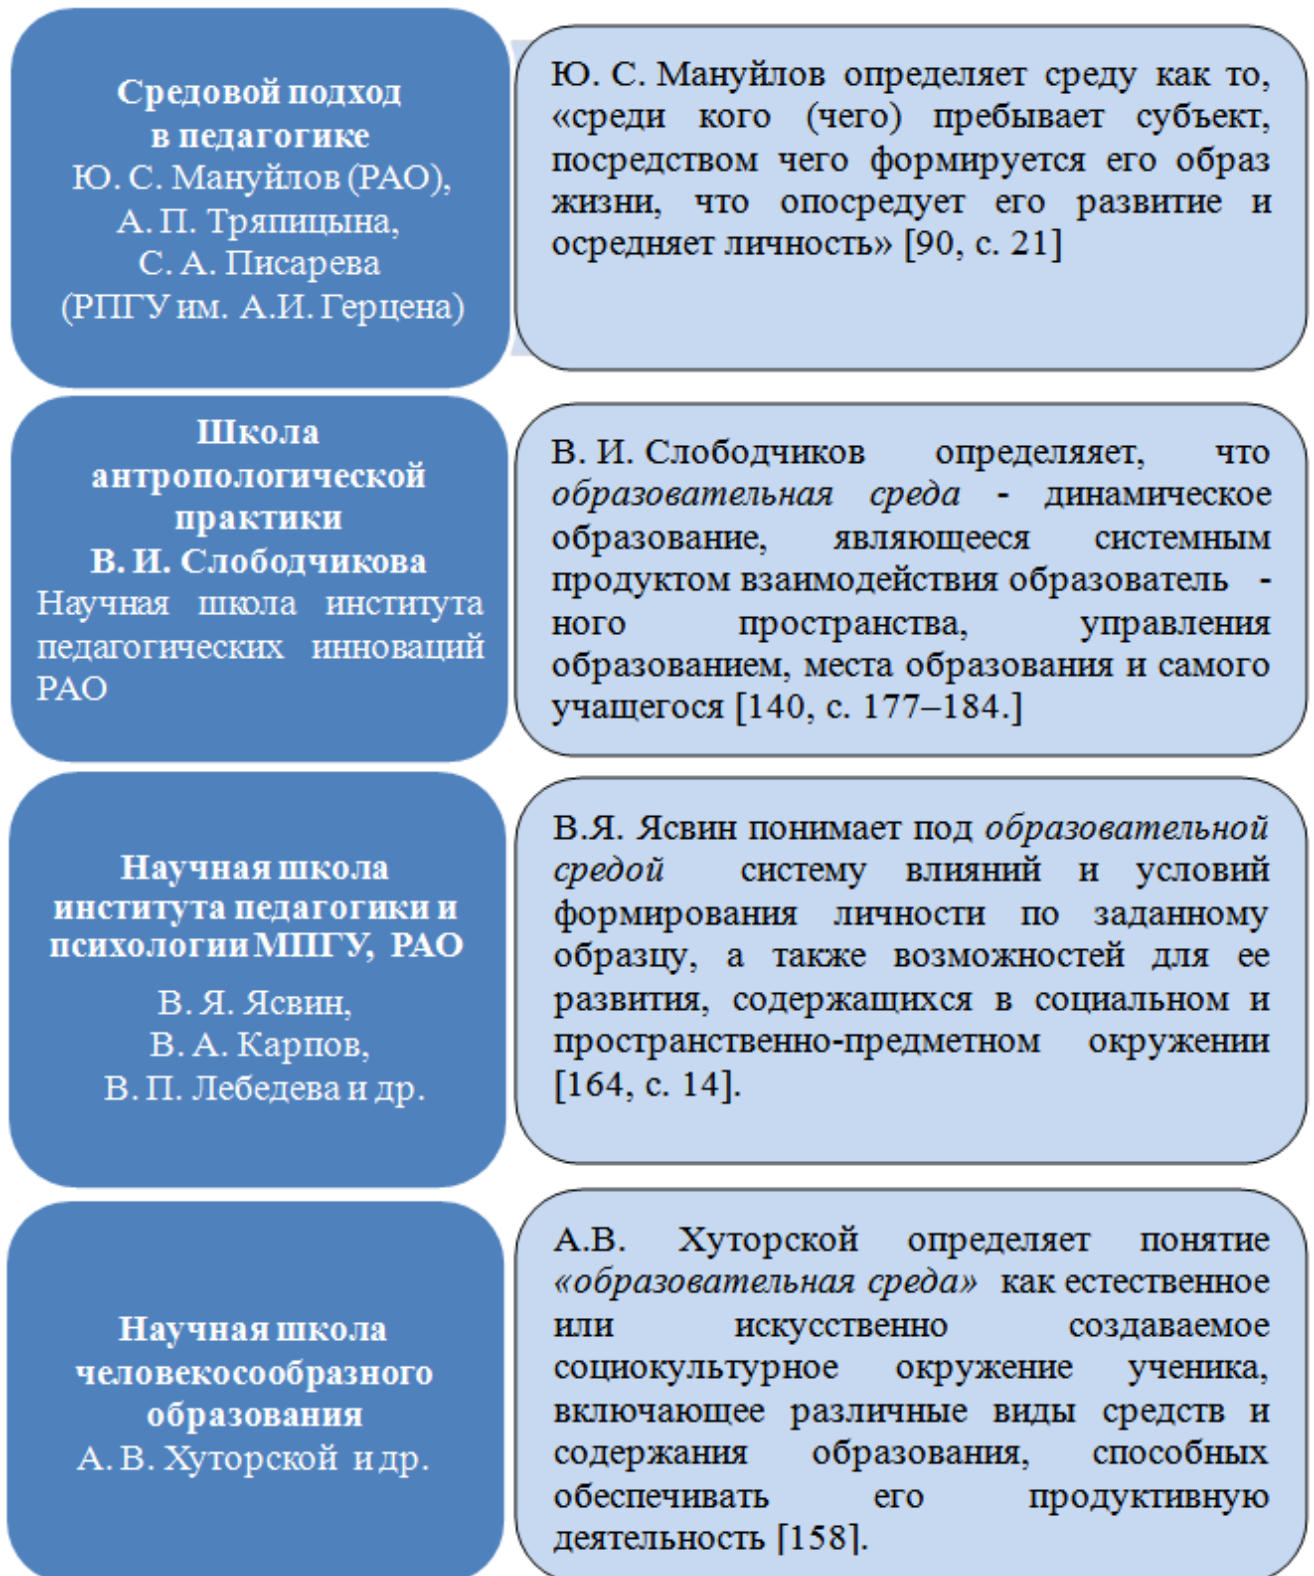 Средовой подход
в педагогике
Ю. С. Мануйлов (РАО),
А. П. Тряпицына,
С. А. Писарева
(РПГУ им. А.И. Герцена)
Ю. С. Мануйлов определяет среду как то,
«среди кого (чего) пребывает субъект,
посредством чего формируется его образ
жизни, что опосредует его развитие и
осредняет личность» [90, с. 21]
Школа
антропологической
практики
В. И. Слободчикова
Научная школа института
педагогических инноваций
РАО
В. И. Слободчиков определяяет, что
образовательная среда - динамическое
образование, являющееся системным
продуктом взаимодействия образователь -
ного пространства, управления
образованием, места образования и самого
учащегося [140, с. 177–184.]
Научная школа
института педагогики и
психологии МПГУ, РАО
В. Я. Ясвин,
В. А. Карпов,
В. П. Лебедева и др.
В.Я. Ясвин понимает под образовательной
средой систему влияний и условий
формирования личности по заданному
образцу, а также возможностей для ее
развития, содержащихся в социальном и
пространственно-предметном окружении
[164, с. 14].
Научная школа
человекосообразного
образования
А. В. Хуторской и др.
А.В. Хуторской определяет понятие
«образовательная среда» как естественное
или искусственно создаваемое
социокультурное окружение ученика,
включающее различные виды средств и
содержания образования, способных
обеспечивать его продуктивную
деятельность [158].